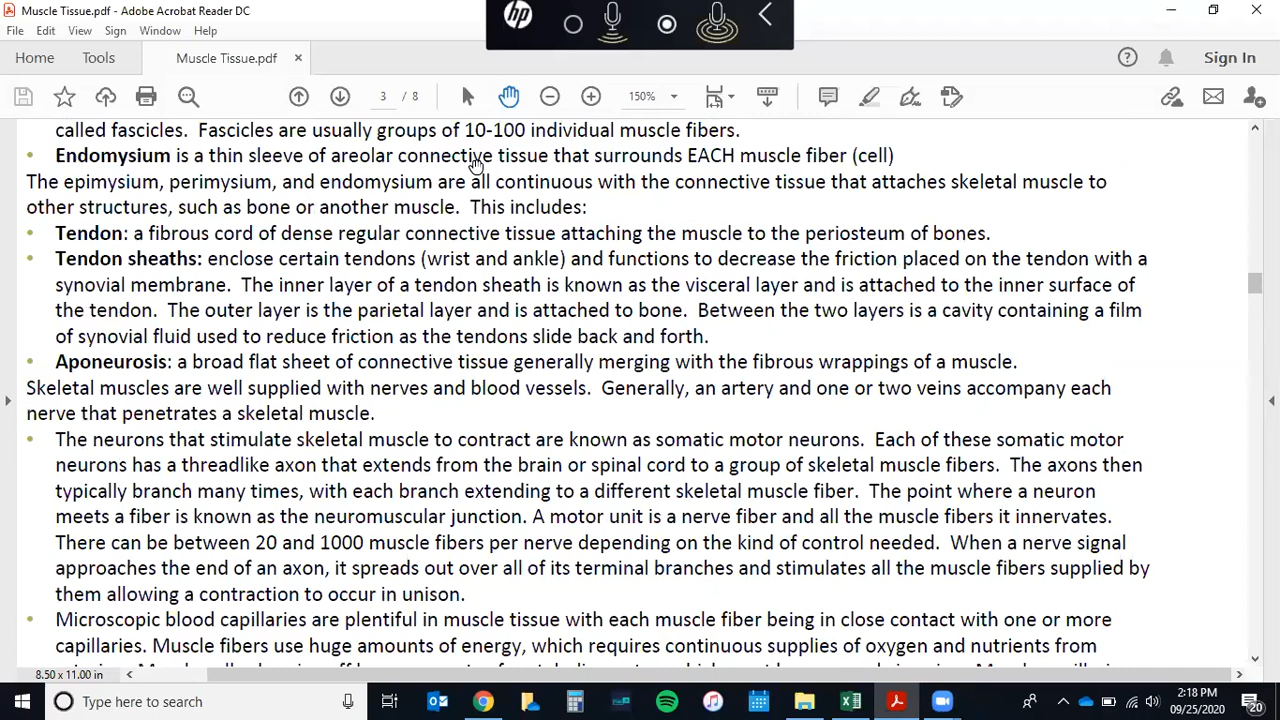 Muscle Tissue.pdf - Adobe Acrobat Reader DC
hp
File Edit View Sign Window Help
Home Tools Muscle Tissue.pdf × ? Sign In
3 / 8 150%
called fascicles. Fascicles are usually groups of 10-100 individual muscle fibers.
• Endomysium is a thin sleeve of areolar connective tissue that surrounds EACH muscle fiber (cell)
The epimysium, perimysium, and endomysium are all continuous with the connective tissue that attaches skeletal muscle to
other structures, such as bone or another muscle. This includes:
• Tendon: a fibrous cord of dense regular connective tissue attaching the muscle to the periosteum of bones.
• Tendon sheaths: enclose certain tendons (wrist and ankle) and functions to decrease the friction placed on the tendon with a
synovial membrane. The inner layer of a tendon sheath is known as the visceral layer and is attached to the inner surface of
the tendon. The outer layer is the parietal layer and is attached to bone. Between the two layers is a cavity containing a film
of synovial fluid used to reduce friction as the tendons slide back and forth.
• Aponeurosis: a broad flat sheet of connective tissue generally merging with the fibrous wrappings of a muscle.
Skeletal muscles are well supplied with nerves and blood vessels. Generally, an artery and one or two veins accompany each
nerve that penetrates a skeletal muscle.
• The neurons that stimulate skeletal muscle to contract are known as somatic motor neurons. Each of these somatic motor
neurons has a threadlike axon that extends from the brain or spinal cord to a group of skeletal muscle fibers. The axons then
typically branch many times, with each branch extending to a different skeletal muscle fiber. The point where a neuron
meets a fiber is known as the neuromuscular junction. A motor unit is a nerve fiber and all the muscle fibers it innervates.
There can be between 20 and 1000 muscle fibers per nerve depending on the kind of control needed. When a nerve signal
approaches the end of an axon, it spreads out over all of its terminal branches and stimulates all the muscle fibers supplied by
them allowing a contraction to occur in unison.
• Microscopic blood capillaries are plentiful in muscle tissue with each muscle fiber being in close contact with one or more
capillaries. Muscle fibers use huge amounts of energy, which requires continuous supplies of oxygen and nutrients from
8.50 x 11.00 in
Type here to search
2:18 PM
09/25/2020
20